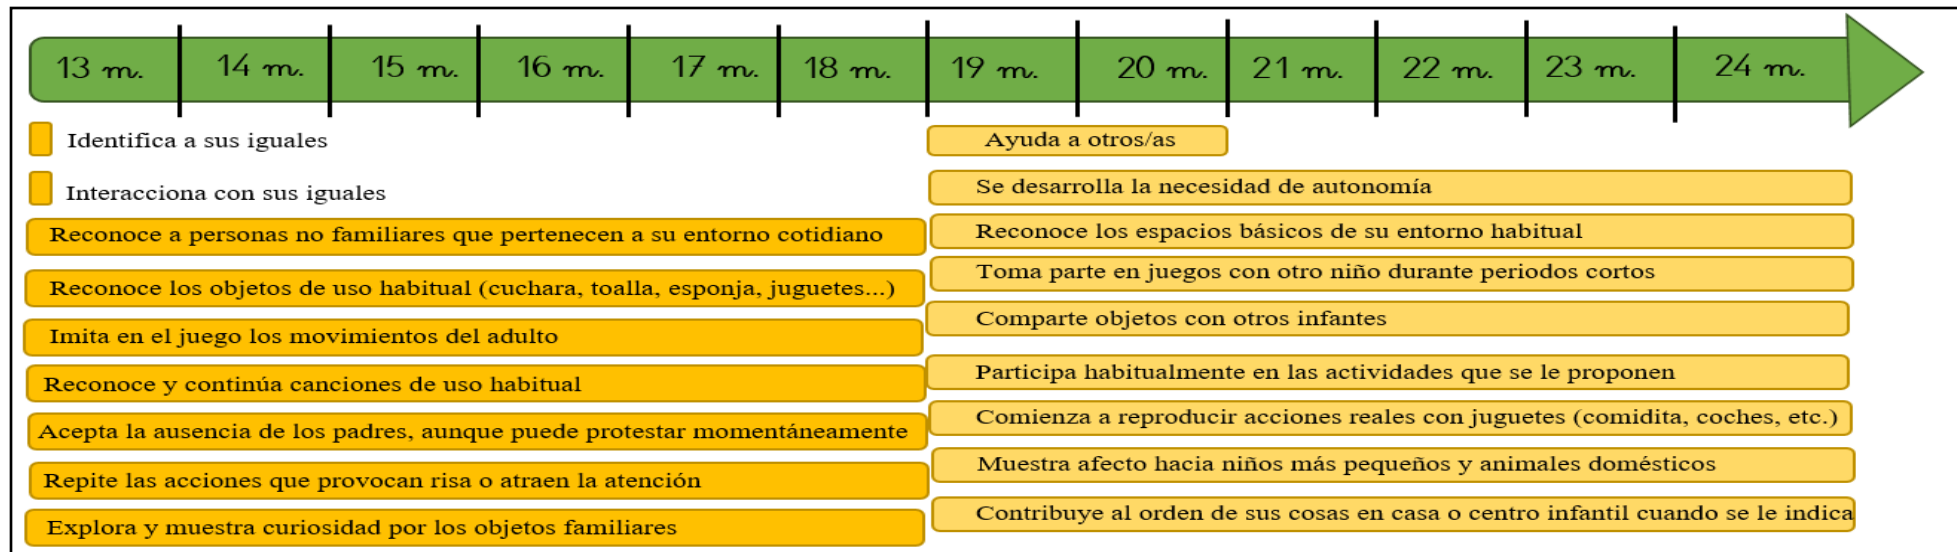 13 m. 14 m. 15 m. 16 m. 17 m. 18 m. 19 m. 20 m. 21 m. 22 m. 23 m. 24 m.
Identifica a sus iguales
Interacciona con sus iguales
Reconoce a personas no familiares que pertenecen a su entorno cotidiano
Reconoce los objetos de uso habitual (cuchara, toalla, esponja, juguetes...)
Imita en el juego los movimientos del adulto
Reconoce y continúa canciones de uso habitual
Acepta la ausencia de los padres, aunque puede protestar momentáneamente
Repite las acciones que provocan risa o atraen la atención
Explora y muestra curiosidad por los objetos familiares
Ayuda a otros/as
Se desarrolla la necesidad de autonomía
Reconoce los espacios básicos de su entorno habitual
Toma parte en juegos con otro niño durante periodos cortos
Comparte objetos con otros infantes
Participa habitualmente en las actividades que se le proponen
Comienza a reproducir acciones reales con juguetes (comidita, coches, etc.)
Muestra afecto hacia niños más pequeños y animales domésticos
Contribuye al orden de sus cosas en casa o centro infantil cuando se le indica